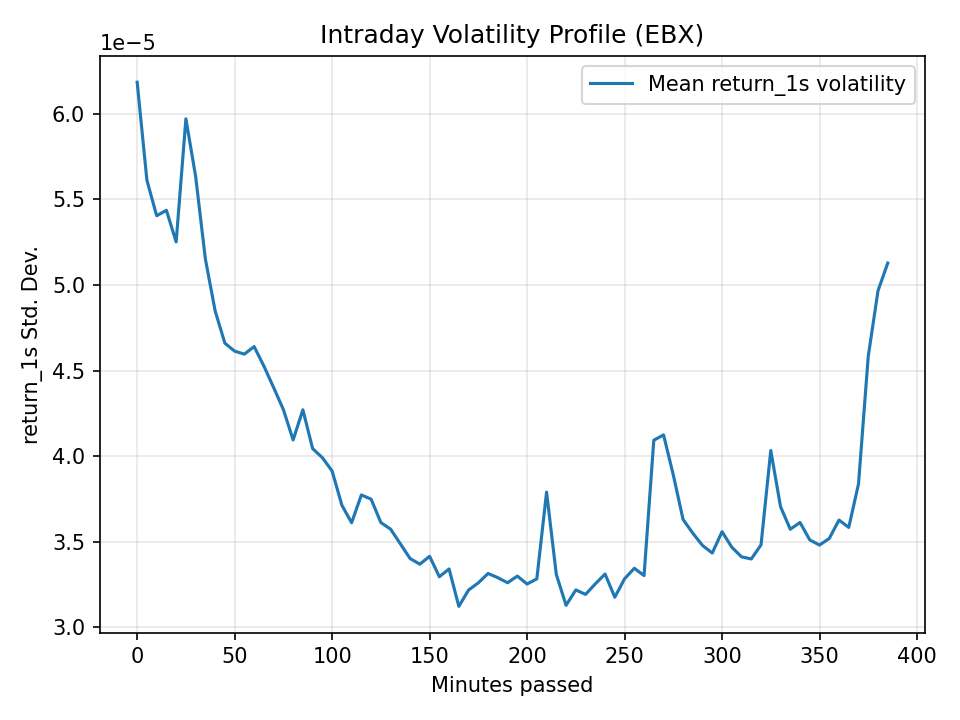 Intraday Volatility Profile (EBX)
1e−5
Mean return_1s volatility
6.0
5.5
5.0
4.5
4.0
3.5
3.0
return_1s Std. Dev.
0 50 100 150 200 250 300 350 400
Minutes passed